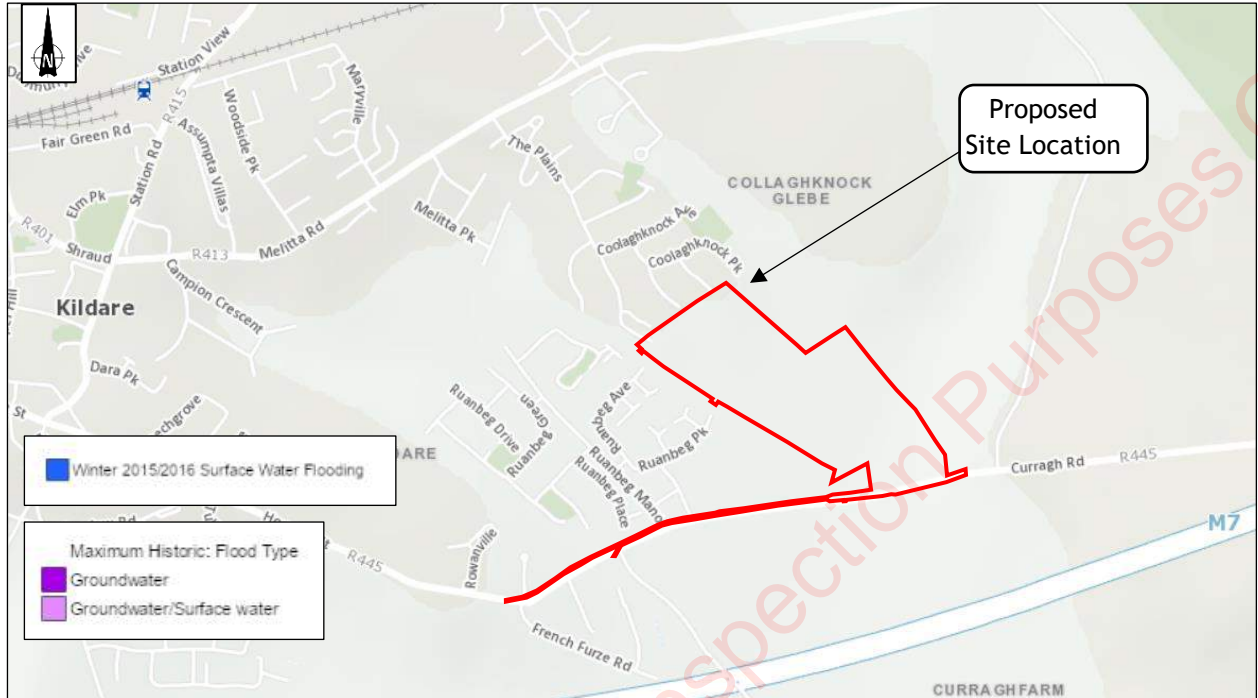 N
Station View
R415
Maryville
Woodside Pk
Assumpta Villas
Fair Green Rd
Station Rd
Elm Pk
R401
Shraud
R413
Melitta Rd
Melitta Pk
The Plains
Proposed
Site Location
COLLAGHKNOCK
GLEBE
Coolaghknock Ave
Coolaghknock Pk
Campion Crescent
Kildare
Dara Pk
St
Ruanbeg Drive
Ruanbeg Green
Ruanbeg Ave
Ruanbeg Pk
Ruanbeg Manor
Ruanbeg Place
Winter 2015/2016 Surface Water Flooding
Curragh Rd
R445
M7
Maximum Historic: Flood Type
Groundwater
Groundwater/Surface water
R445
Rowanville
French Furze Rd
CURRAGHFARM
spection Purposes